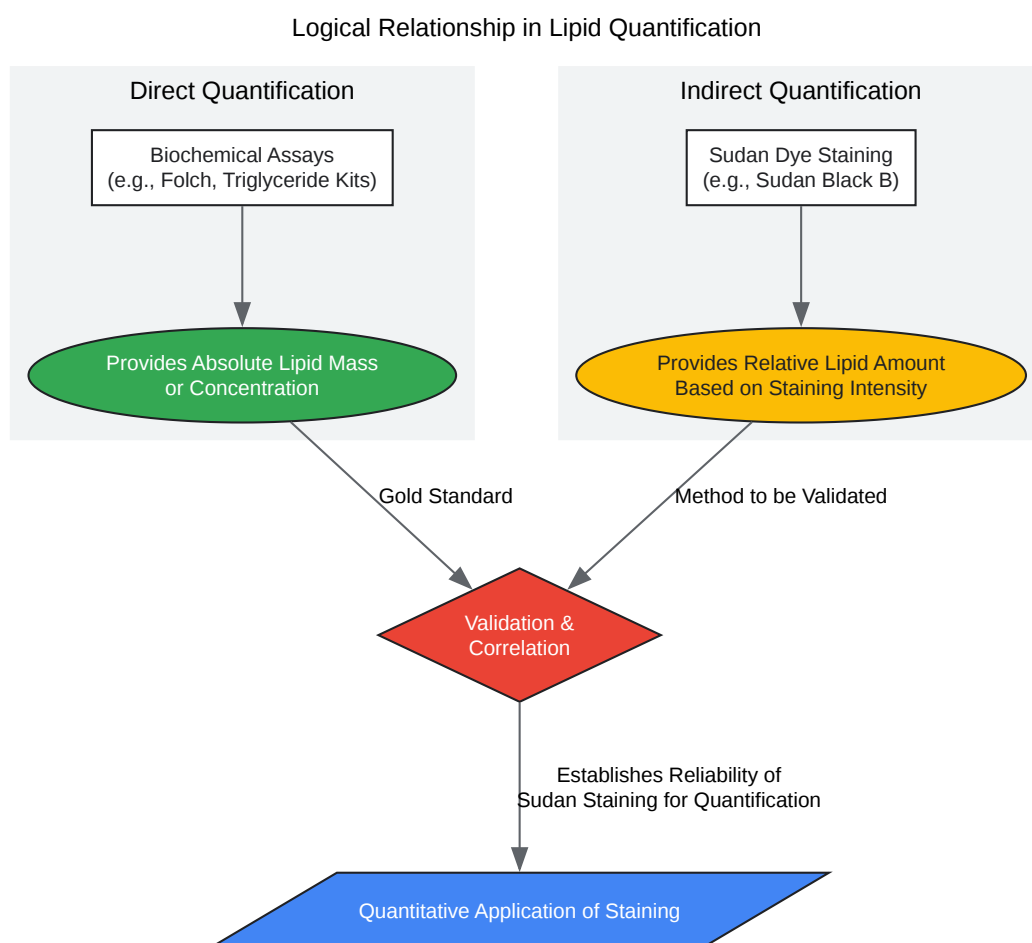 Logical Relationship in Lipid Quantification
Direct Quantification
Biochemical Assays
(e.g., Folch, Triglyceride Kits)
Provides Absolute Lipid Mass
or Concentration
Indirect Quantification
Sudan Dye Staining
(e.g., Sudan Black B)
Provides Relative Lipid Amount
Based on Staining Intensity
Gold Standard
Method to be Validated
Validation &
Correlation
Establishes Reliability of
Sudan Staining for Quantification
Quantitative Application of Staining